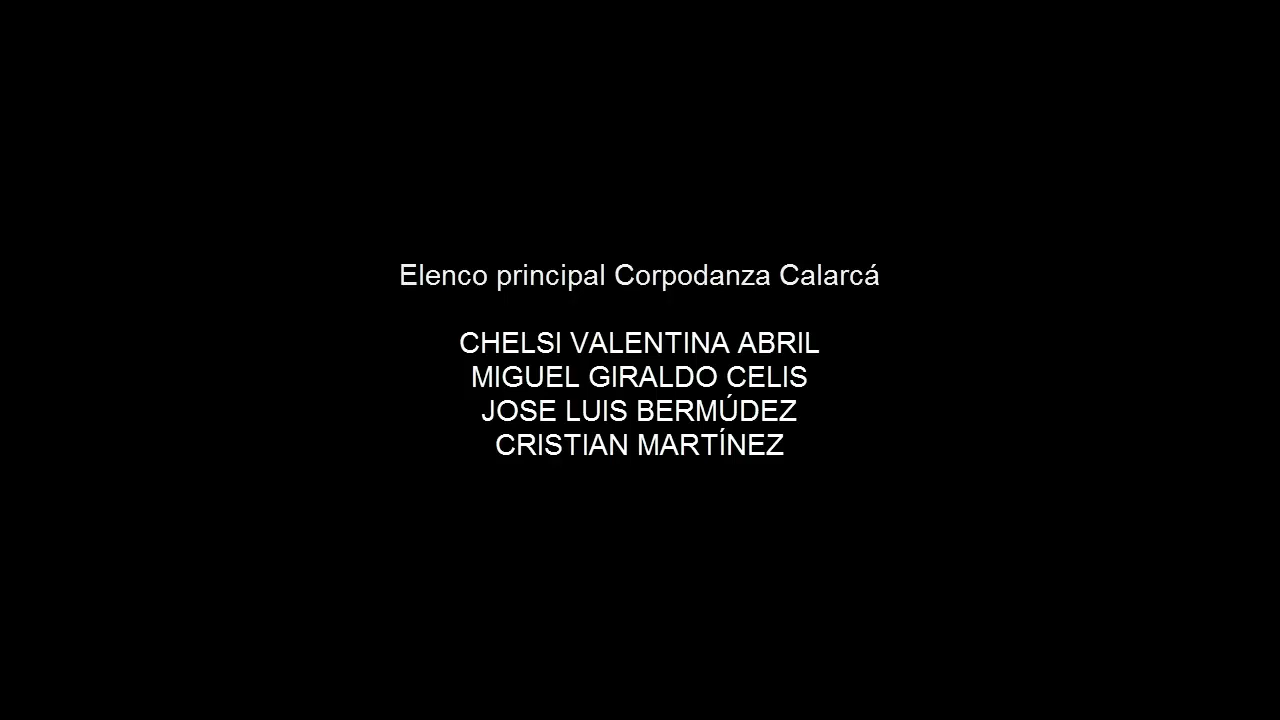 Elenco principal Corpodanza Calarcá
CHELSI VALENTINA ABRIL
MIGUEL GIRALDO CELIS
JOSE LUIS BERMÚDEZ
CRISTIAN MARTÍNEZ